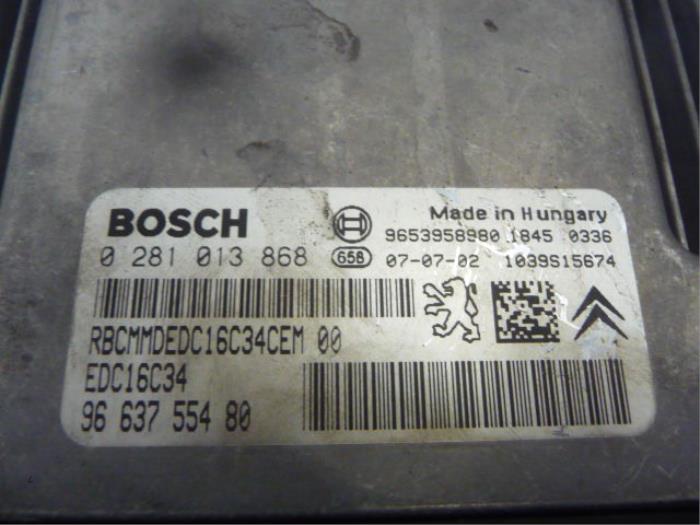 BOSCH
Made in Hungary
9653958980 1845 0336
0 281 013 868
658 07-07-02 1039S15674
RBCMMDEDC16C34CEM 00
EDC16C34
96 637 554 80